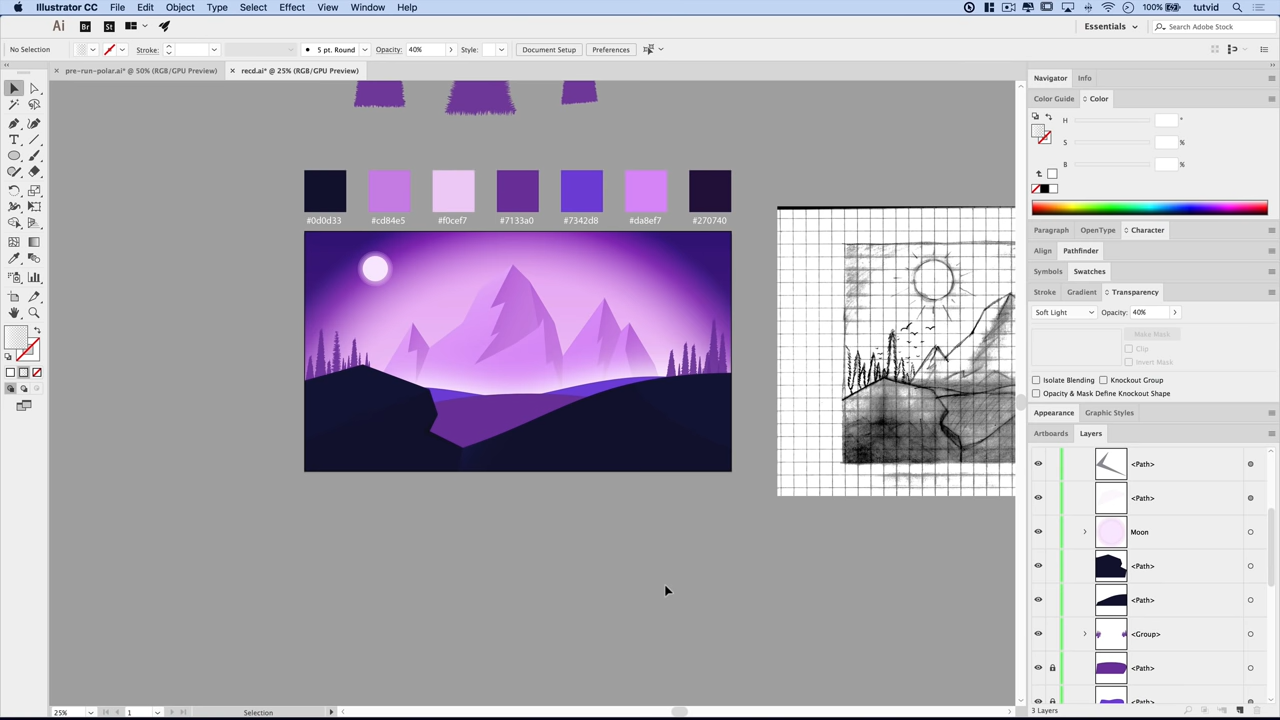 Illustrator CC File Edit Object Type Select Effect View Window Help
100% tutvid
Ai Br St Essentials Search Adobe Stock
No Selection Stroke: 5 pt. Round Opacity: 40% Style: Document Setup Preferences
× pre-run-polar.ai* @ 50% (RGB/GPU Preview) × recd.ai* @ 25% (RGB/GPU Preview)
Navigator Info
Color Guide Color
H °
S %
B %
#0d0d33 #cd84e5 #f0cef7 #7133a0 #7342d8 #da8ef7 #270740
Paragraph OpenType Character
Align Pathfinder
Symbols Swatches
Stroke Gradient Transparency
Soft Light Opacity: 40%
Make Mask
Clip
Invert Mask
Isolate Blending Knockout Group
Opacity & Mask Define Knockout Shape
Appearance Graphic Styles
Artboards Layers
<Path>
<Path>
Moon
<Path>
<Path>
<Group>
<Path>
<Path>
3 Layers
25% 1 Selection